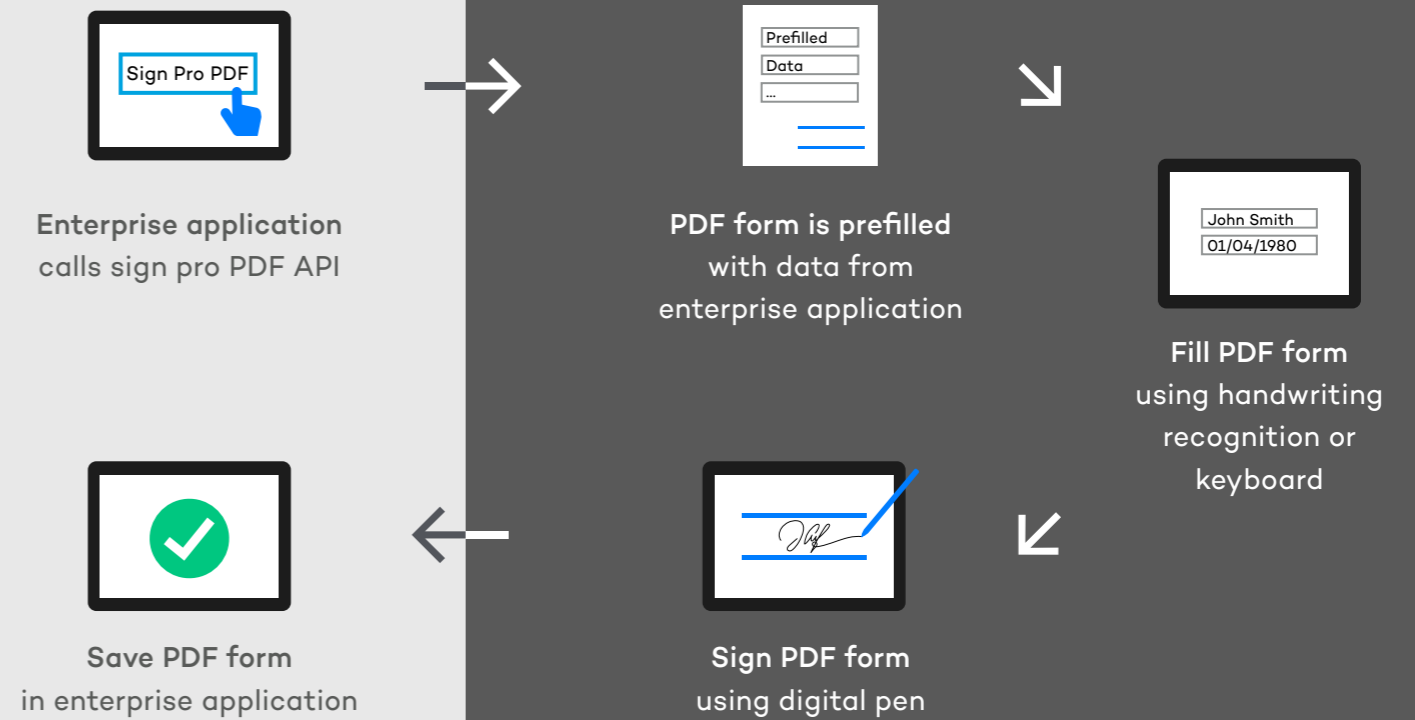 Sign Pro PDF
Enterprise application
calls sign pro PDF API
Prefilled
Data
...
PDF form is prefilled
with data from
enterprise application
John Smith
01/04/1980
Fill PDF form
using handwriting
recognition or
keyboard
Sign PDF form
using digital pen
Save PDF form
in enterprise application